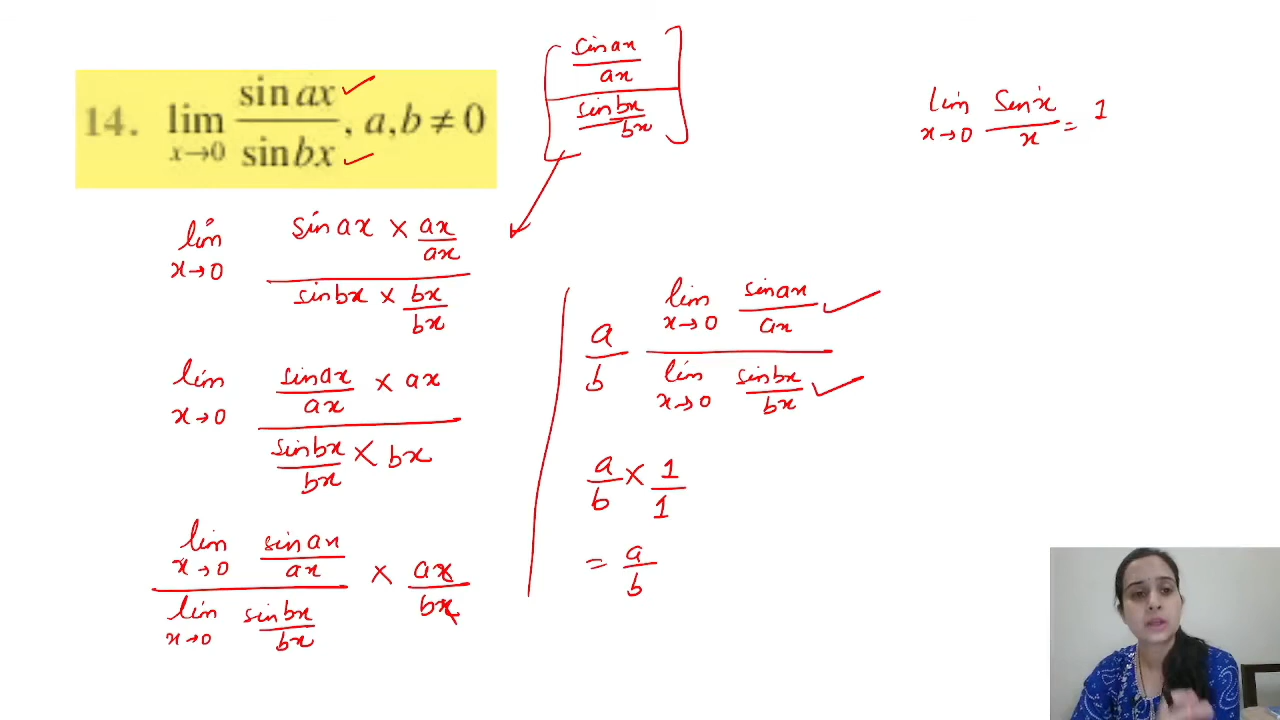 14. lim x→0 sin ax / sin bx, a,b ≠ 0
[ (sin ax / ax) / (sin bx / bx) ]
lim x→0 sin x / x = 1
lim x→0 (sin ax × ax/ax) / (sin bx × bx/bx)
lim x→0 (sin ax / ax × ax) / (sin bx / bx × bx)
(lim x→0 sin ax / ax) / (lim x→0 sin bx / bx) × ax / bx
a/b (lim x→0 sin ax / ax) / (lim x→0 sin bx / bx)
a/b × 1/1
= a/b